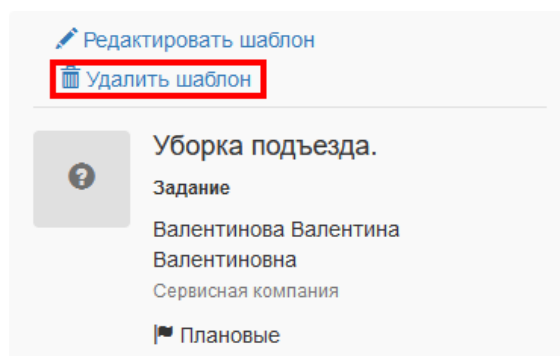 Редактировать шаблон
Удалить шаблон
Уборка подъезда.
Задание
Валентинова Валентина
Валентиновна
Сервисная компания
Плановые